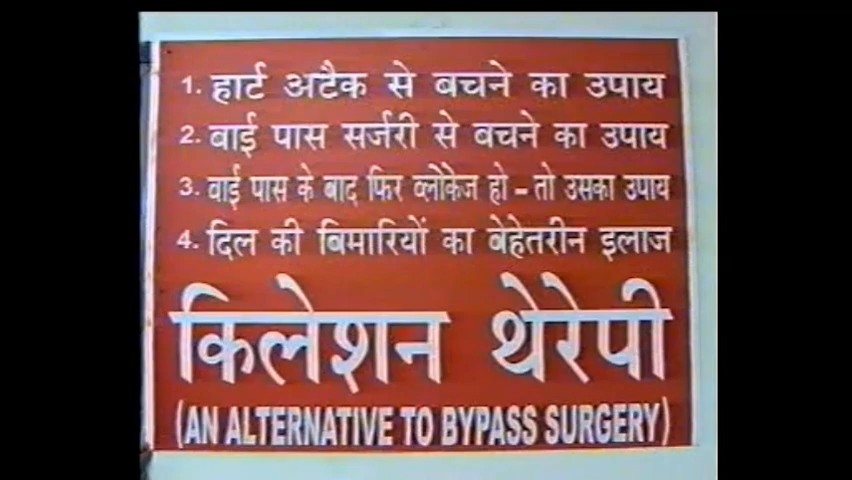 1. हार्ट अटैक से बचने का उपाय
2. बाई पास सर्जरी से बचने का उपाय
3. बाई पास के बाद फिर ब्लौकेज हो – तो उसका उपाय
4. दिल की बिमारियों का बेहेतरीन इलाज
किलेशन थेरेपी
(AN ALTERNATIVE TO BYPASS SURGERY)